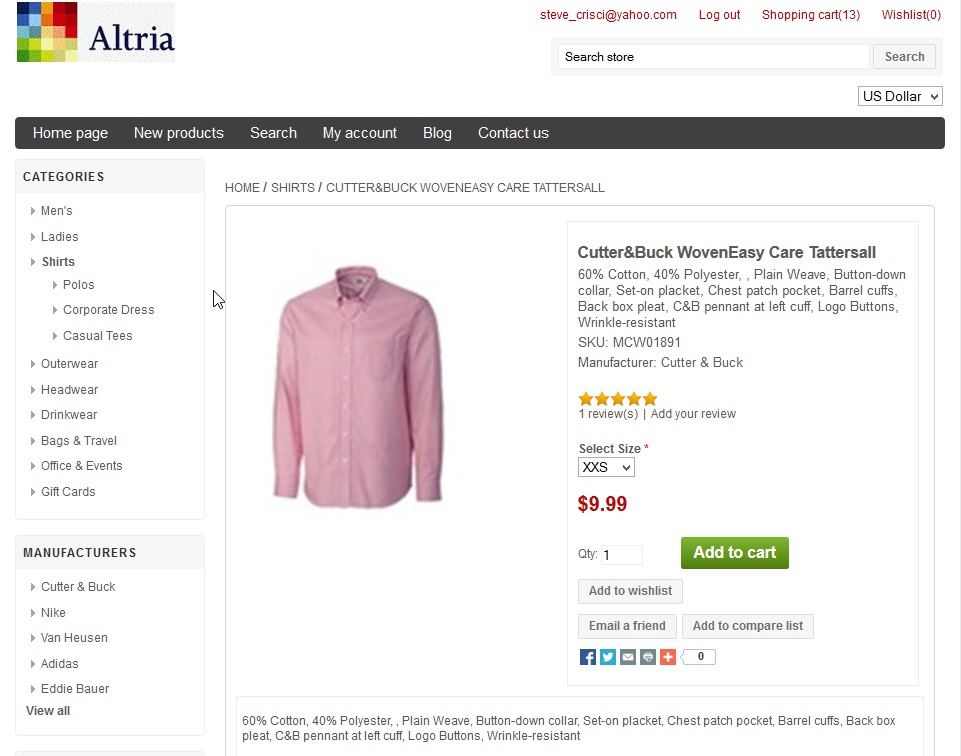 Altria
steve_crisci@yahoo.com Log out Shopping cart(13) Wishlist(0)
Search store Search
US Dollar
Home page New products Search My account Blog Contact us
CATEGORIES
Men's
Ladies
Shirts
Polos
Corporate Dress
Casual Tees
Outerwear
Headwear
Drinkwear
Bags & Travel
Office & Events
Gift Cards
MANUFACTURERS
Cutter & Buck
Nike
Van Heusen
Adidas
Eddie Bauer
View all
HOME / SHIRTS / CUTTER&BUCK WOVENEASY CARE TATTERSALL
Cutter&Buck WovenEasy Care Tattersall
60% Cotton, 40% Polyester, , Plain Weave, Button-down
collar, Set-on placket, Chest patch pocket, Barrel cuffs,
Back box pleat, C&B pennant at left cuff, Logo Buttons,
Wrinkle-resistant
SKU: MCW01891
Manufacturer: Cutter & Buck
1 review(s) | Add your review
Select Size *
XXS
$9.99
Qty: 1 Add to cart
Add to wishlist
Email a friend Add to compare list
0
60% Cotton, 40% Polyester, , Plain Weave, Button-down collar, Set-on placket, Chest patch pocket, Barrel cuffs, Back box
pleat, C&B pennant at left cuff, Logo Buttons, Wrinkle-resistant